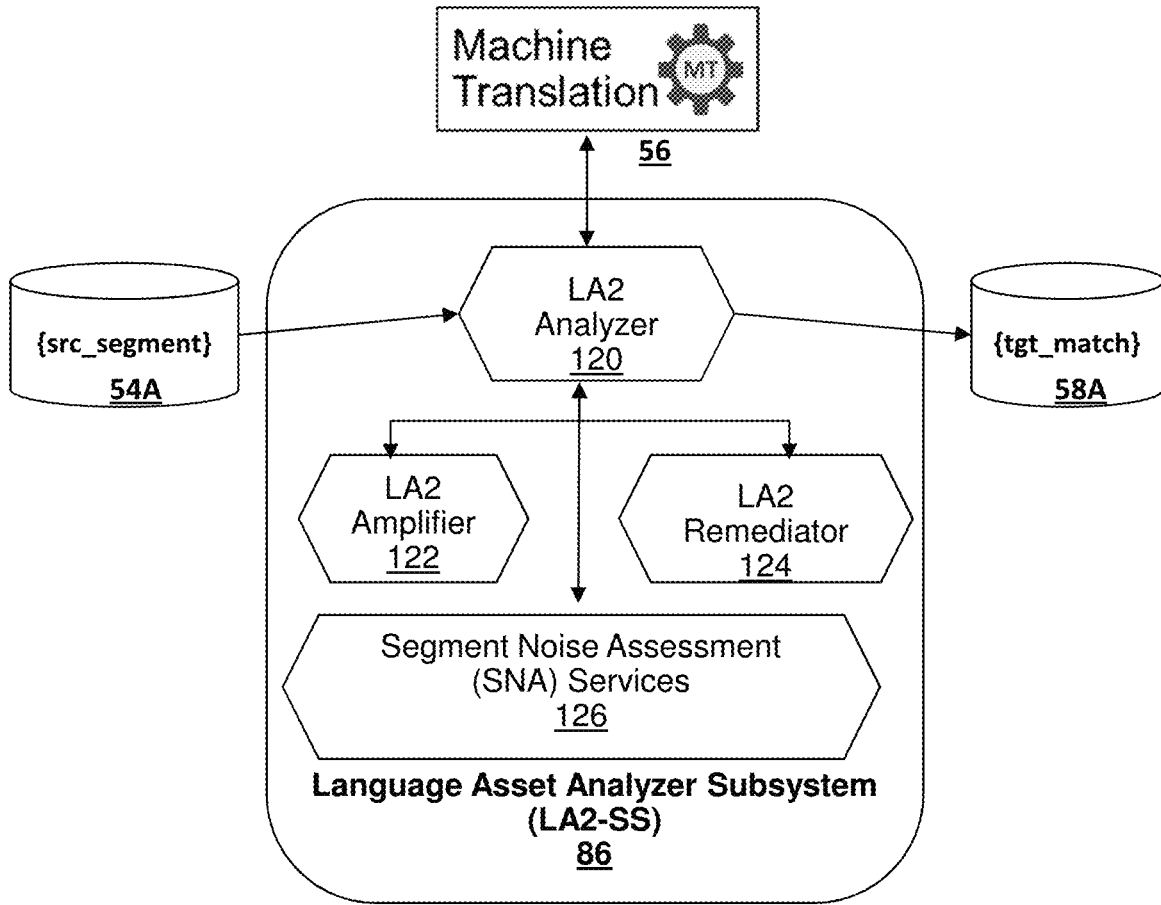 Machine
Translation
MT
56
{src_segment}
54A
LA2
Analyzer
120
{tgt_match}
58A
LA2
Amplifier
122
LA2
Remediator
124
Segment Noise Assessment
(SNA) Services
126
Language Asset Analyzer Subsystem
(LA2-SS)
86